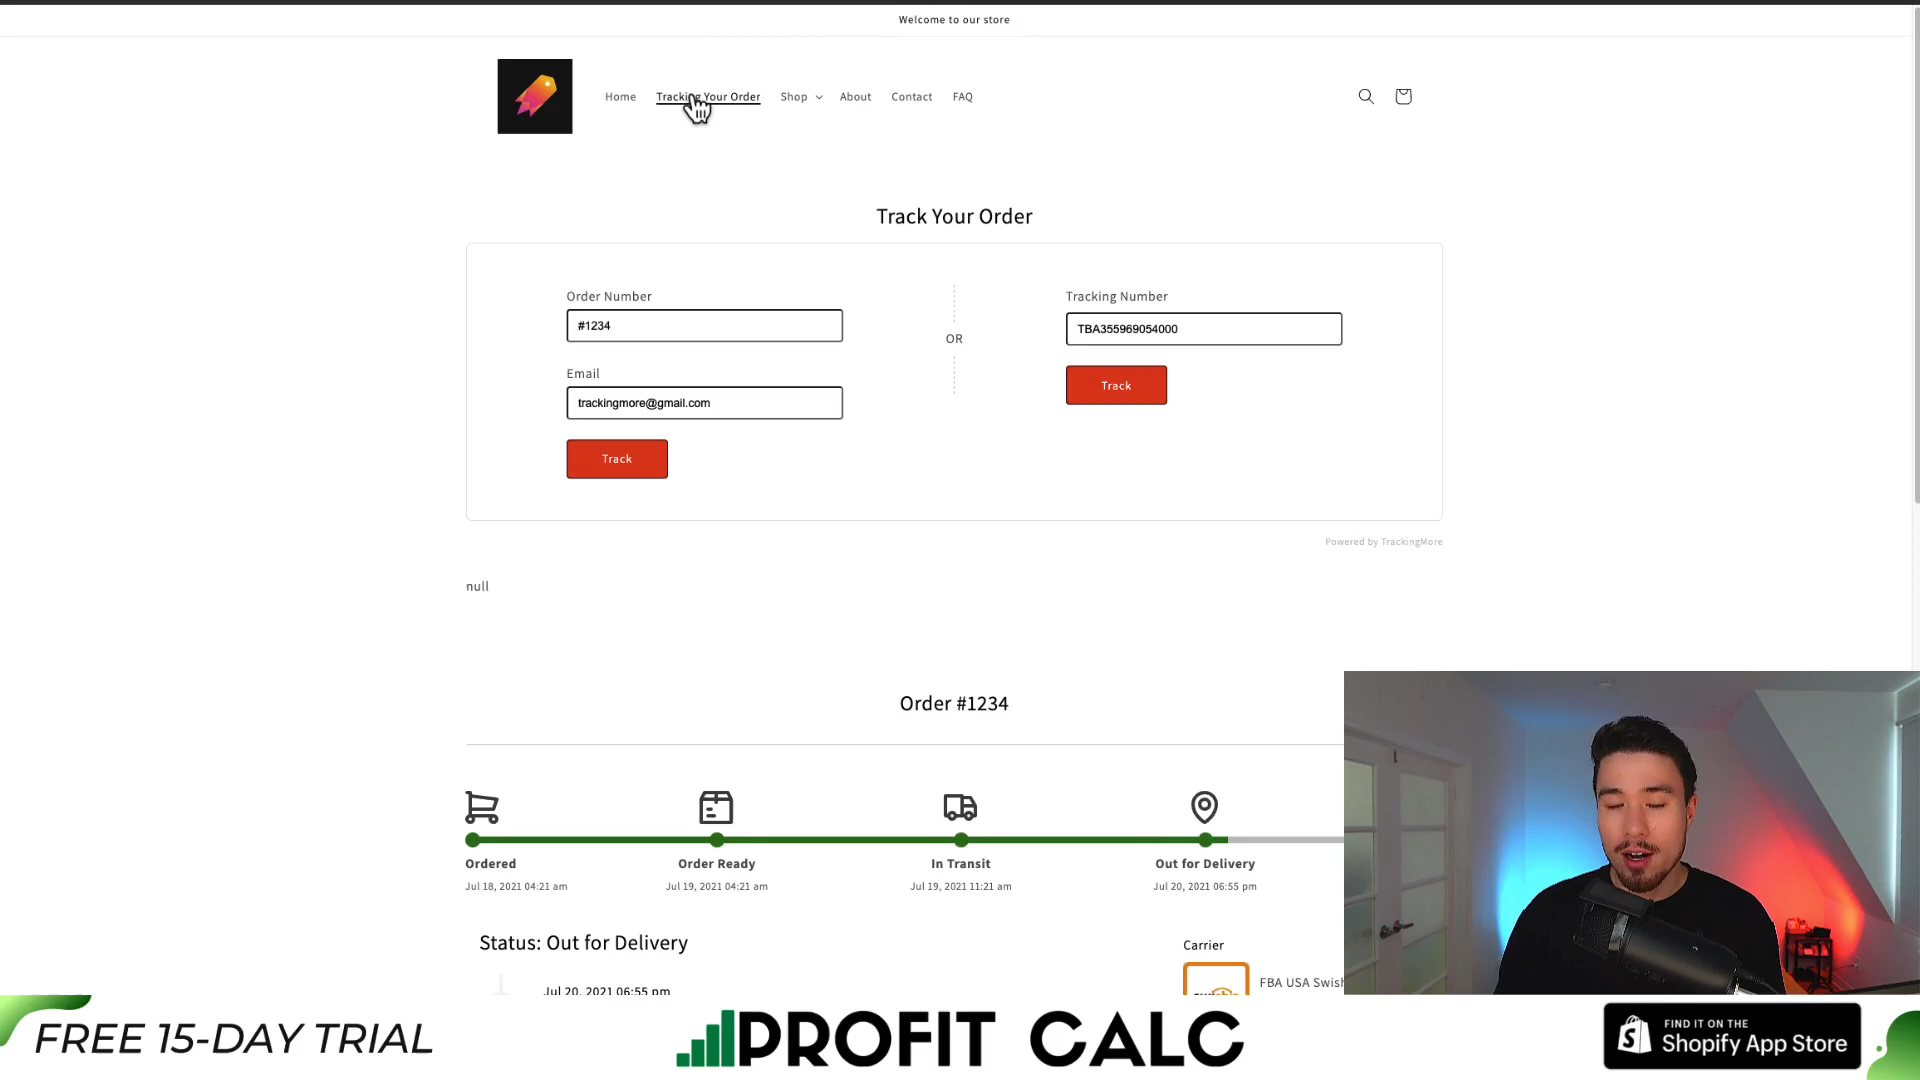 Welcome to our store
Home Tracking Your Order Shop About Contact FAQ
Track Your Order
Order Number
#1234
Email
trackingmore@gmail.com
Track
OR
Tracking Number
TBA355969054000
Track
Powered by TrackingMore
null
Order #1234
Ordered Order Ready In Transit Out for Delivery
Jul 18, 2021 04:21 am Jul 19, 2021 04:21 am Jul 19, 2021 11:21 am Jul 20, 2021 06:55 pm
Status: Out for Delivery
Jul 20, 2021 06:55 pm
Carrier
FBA USA Swish
FREE 15-DAY TRIAL
PROFIT CALC
FIND IT ON THE
Shopify App Store